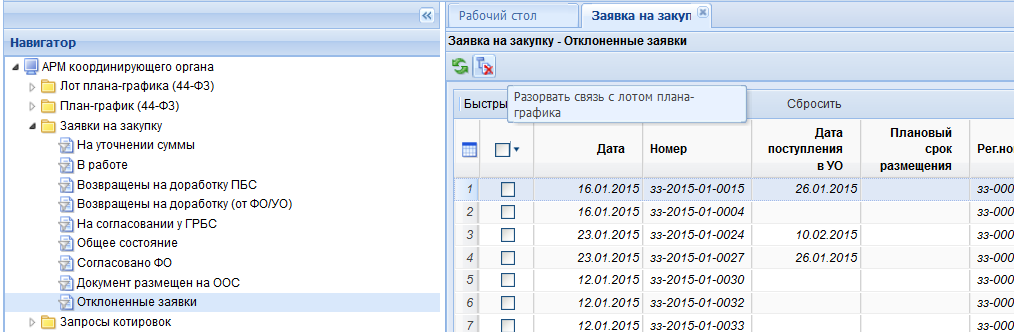 Рабочий стол
Заявка на закуп
Навигатор
Заявка на закупку - Отклоненные заявки
АРМ координирующего органа
Лот плана-графика (44-ФЗ)
План-график (44-ФЗ)
Заявки на закупку
На уточнении суммы
В работе
Возвращены на доработку ПБС
Возвращены на доработку (от ФО/УО)
На согласовании у ГРБС
Общее состояние
Согласовано ФО
Документ размещен на ООС
Отклоненные заявки
Запросы котировок
Разорвать связь с лотом плана-
графика
Быстры
Сбросить
Дата
Номер
Дата
поступления
в УО
Плановый
срок
размещения
Рег.но
1 16.01.2015 зз-2015-01-0015 26.01.2015 зз-000
2 16.01.2015 зз-2015-01-0004 зз-000
3 23.01.2015 зз-2015-01-0024 10.02.2015 зз-000
4 23.01.2015 зз-2015-01-0027 26.01.2015 зз-000
5 12.01.2015 зз-2015-01-0030 зз-000
6 12.01.2015 зз-2015-01-0032 зз-000
7 12.01.2015 зз-2015-01-0033 зз-000